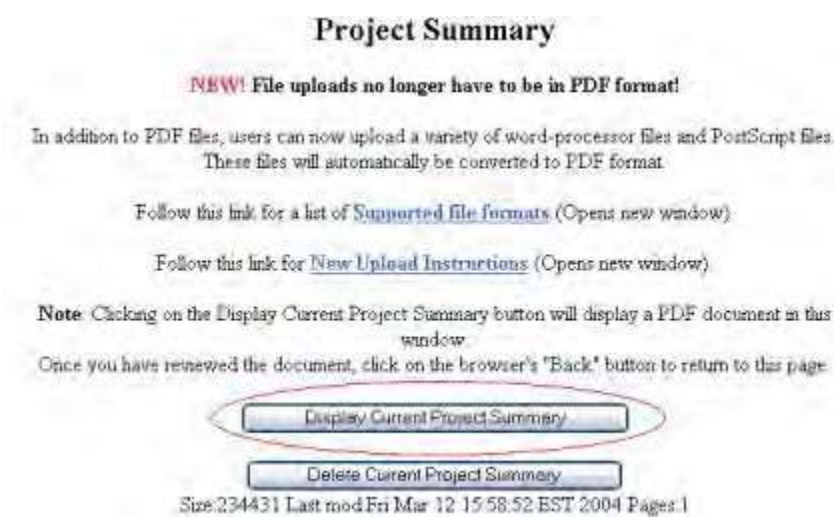 Project Summary
NEW! File uploads no longer have to be in PDF format!
In addition to PDF files, users can now upload a variety of word-processor files and PostScript files.
These files will automatically be converted to PDF format
Follow this link for a list of Supported file formats (Opens new window)
Follow this link for New Upload Instructions (Opens new window)
Note: Clicking on the Display Current Project Summary button will display a PDF document in this
window
Once you have reviewed the document, click on the browser's "Back" button to return to this page.
Display Current Project Summary
Delete Current Project Summary
Size:234431 Last mod:Fri Mar 12 15:58:52 EST 2004 Pages:1